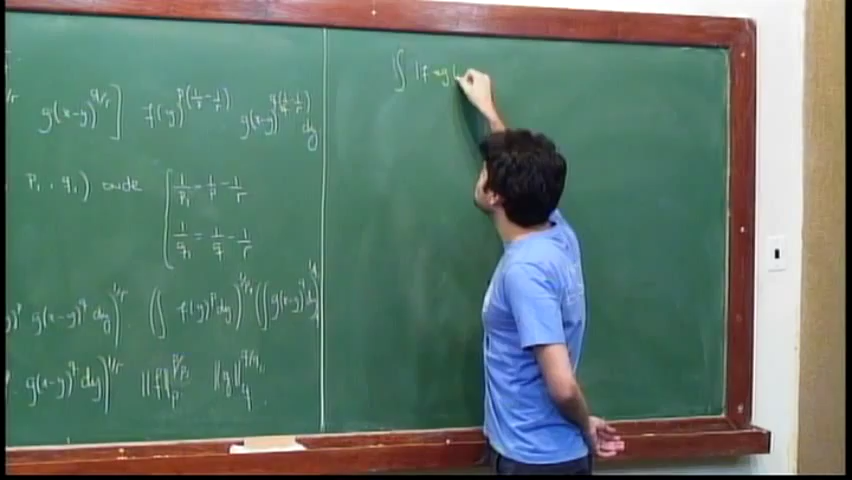 g(x-y)^{q/r} ] f(y)^{p(1/p - 1/r)} g(x-y)^{q(1/q - 1/r)} dy
p₁, q₁) onde [ 1/p₁ = 1/p - 1/r
1/q₁ = 1/q - 1/r
g(x-y)^q dy)^{1/r} (∫ f(y)^p dy)^{1/p₁} (∫ g(x-y)^q dy)^{1/q₁}
g(x-y)^q dy)^{1/r} ||f||_p^{p/p₁} ||g||_q^{q/q₁}
∫ |f * g|